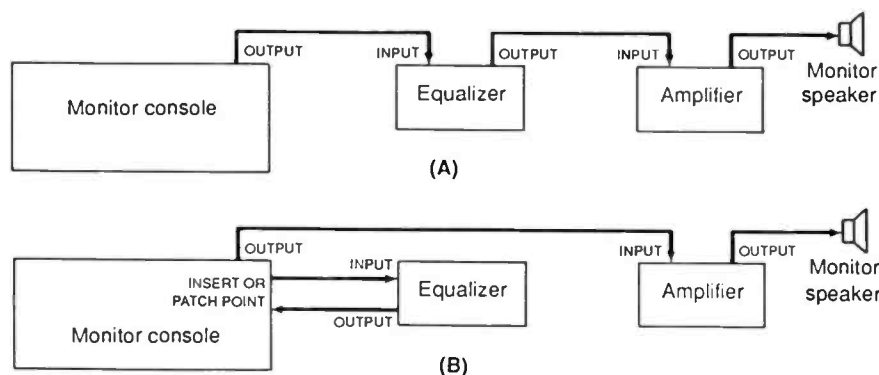 OUTPUT
INPUT
OUTPUT
INPUT
OUTPUT
Monitor console
Equalizer
Amplifier
Monitor
speaker
(A)
OUTPUT
INPUT
INPUT
OUTPUT
INSERT OR
PATCH POINT
Equalizer
Amplifier
Monitor
speaker
OUTPUT
Monitor console
(B)